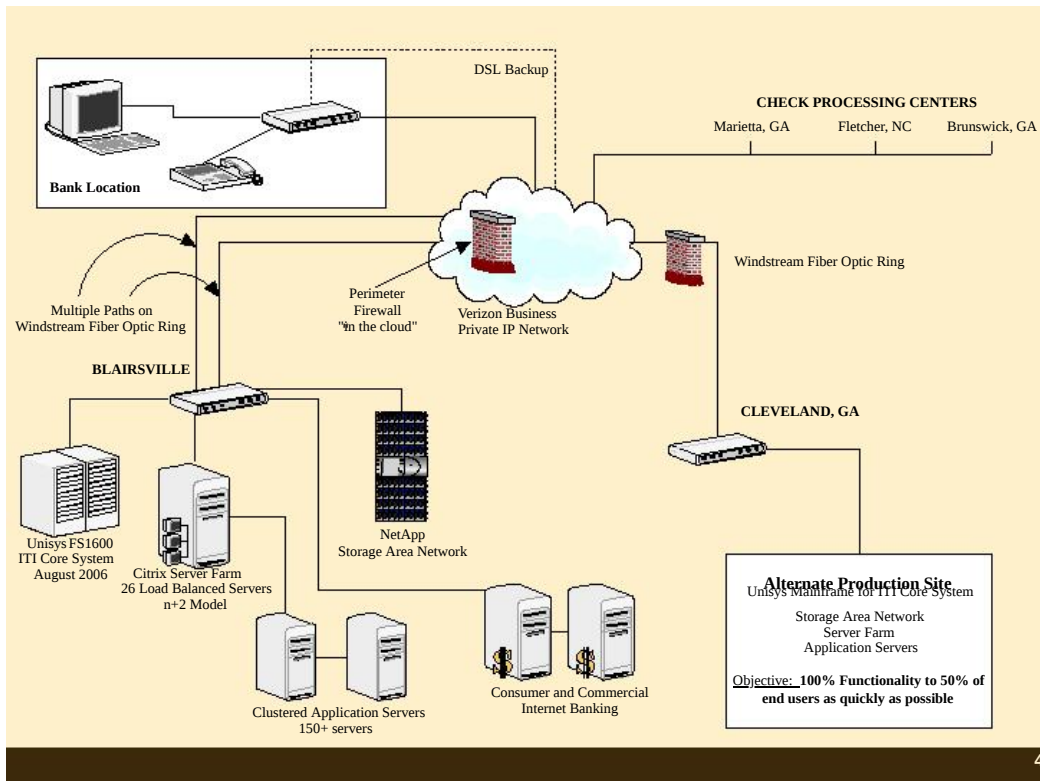 DSL Backup
CHECK PROCESSING CENTERS
Marietta, GA
Fletcher, NC
Brunswick, GA
Bank Location
Windstream Fiber Optic Ring
Multiple Paths on
Windstream Fiber Optic Ring
Perimeter
Firewall
"in the cloud"
Verizon Business
Private IP Network
BLAIRSVILLE
CLEVELAND, GA
Unisys FS1600
ITI Core System
August 2006
Citrix Server Farm
26 Load Balanced Servers
n+2 Model
NetApp
Storage Area Network
Clustered Application Servers
150+ servers
$
$
Consumer and Commercial
Internet Banking
Alternate Production Site
Unisys Mainframe for ITI Core System
Storage Area Network
Server Farm
Application Servers
Objective: 100% Functionality to 50% of
end users as quickly as possible